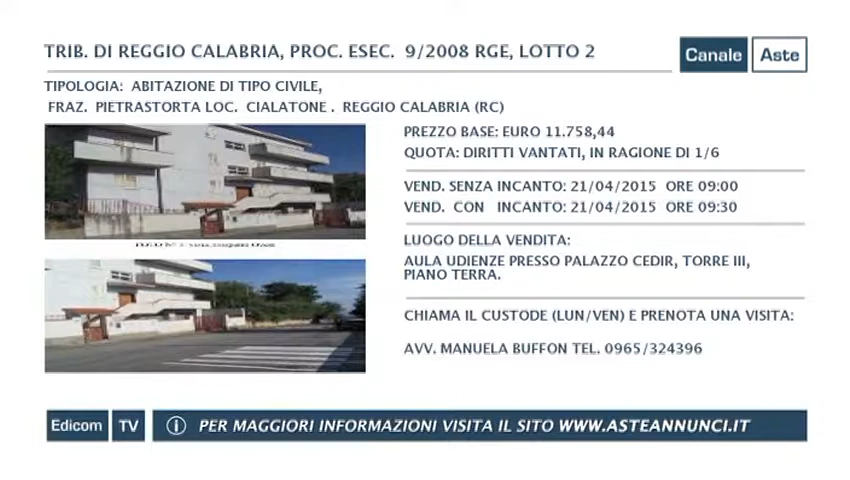 TRIB. DI REGGIO CALABRIA, PROC. ESEC. 9/2008 RGE, LOTTO 2
Canale Aste
TIPOLOGIA: ABITAZIONE DI TIPO CIVILE,
FRAZ. PIETRASTORTA LOC. CIALATONE . REGGIO CALABRIA (RC)
PREZZO BASE: EURO 11.758,44
QUOTA: DIRITTI VANTATI, IN RAGIONE DI 1/6
VEND. SENZA INCANTO: 21/04/2015 ORE 09:00
VEND. CON INCANTO: 21/04/2015 ORE 09:30
LUOGO DELLA VENDITA:
AULA UDIENZE PRESSO PALAZZO CEDIR, TORRE III,
PIANO TERRA.
CHIAMA IL CUSTODE (LUN/VEN) E PRENOTA UNA VISITA:
AVV. MANUELA BUFFON TEL. 0965/324396
Edicom TV
PER MAGGIORI INFORMAZIONI VISITA IL SITO WWW.ASTEANNUNCI.IT